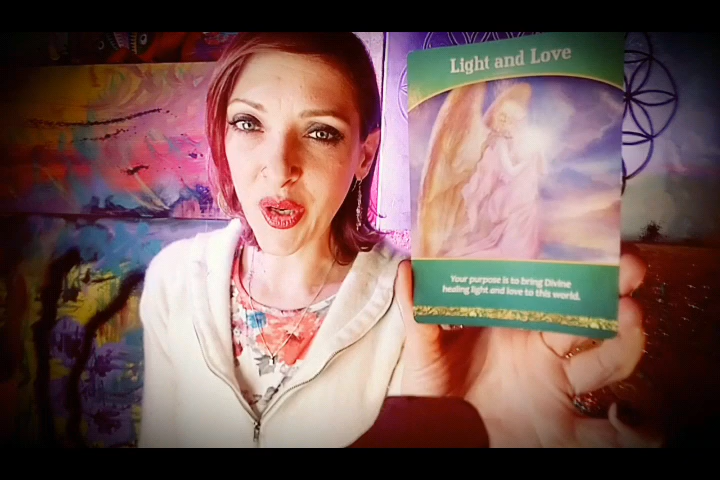 Light and Love
Your purpose is to bring Divine
healing light and love to this world.